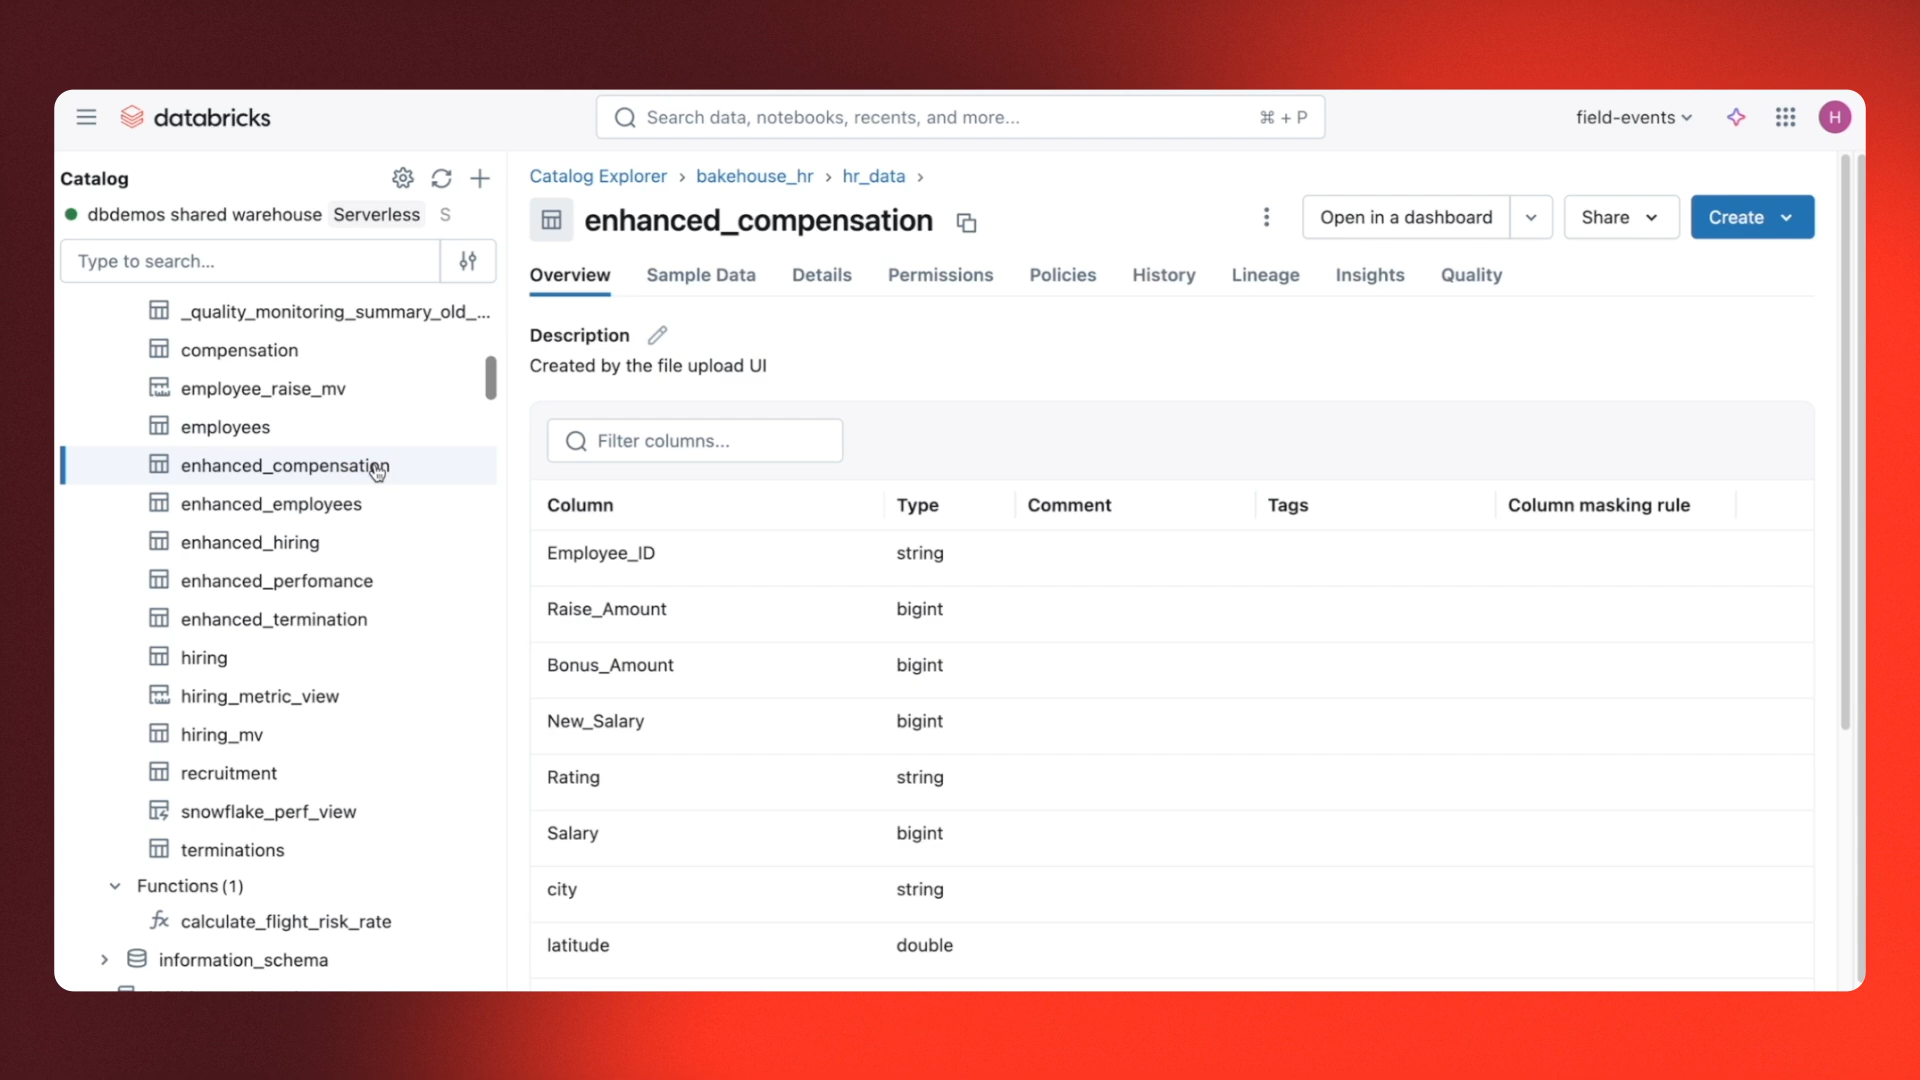 databricks
Search data, notebooks, recents, and more...
⌘ + P
field-events
H
Catalog
dbdemos shared warehouse Serverless S
Type to search...
_quality_monitoring_summary_old_...
compensation
employee_raise_mv
employees
enhanced_compensation
enhanced_employees
enhanced_hiring
enhanced_perfomance
enhanced_termination
hiring
hiring_metric_view
hiring_mv
recruitment
snowflake_perf_view
terminations
Functions (1)
fx calculate_flight_risk_rate
information_schema
Catalog Explorer > bakehouse_hr > hr_data >
enhanced_compensation
Open in a dashboard
Share
Create
Overview Sample Data Details Permissions Policies History Lineage Insights Quality
Description
Created by the file upload UI
Filter columns...
Column Type Comment Tags Column masking rule
Employee_ID string
Raise_Amount bigint
Bonus_Amount bigint
New_Salary bigint
Rating string
Salary bigint
city string
latitude double